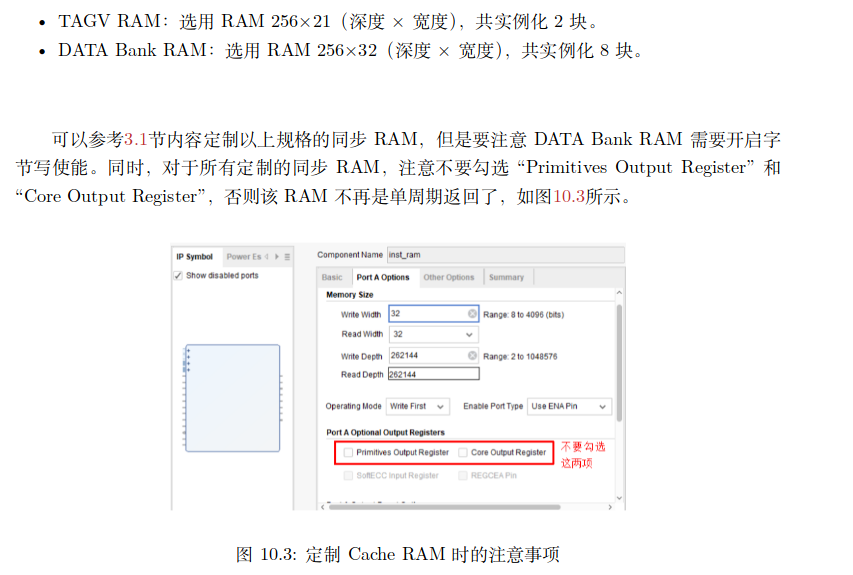 • TAGV RAM：选用 RAM 256×21（深度 × 宽度），共实例化 2 块。
• DATA Bank RAM：选用 RAM 256×32（深度 × 宽度），共实例化 8 块。
可以参考3.1节内容定制以上规格的同步 RAM，但是要注意 DATA Bank RAM 需要开启字
节写使能。同时，对于所有定制的同步 RAM，注意不要勾选 “Primitives Output Register” 和
“Core Output Register”，否则该 RAM 不再是单周期返回了，如图10.3所示。
IP Symbol Power Es
Show disabled ports
Component Name inst_ram
Basic Port A Options Other Options Summary
Memory Size
Write Width 32 Range: 8 to 4096 (bits)
Read Width 32
Write Depth 262144 Range: 2 to 1048576
Read Depth 262144
Operating Mode Write First Enable Port Type Use ENA Pin
Port A Optional Output Registers
Primitives Output Register Core Output Register
不要勾选
这两项
SoftECC Input Register REGCEA Pin
图 10.3: 定制 Cache RAM 时的注意事项